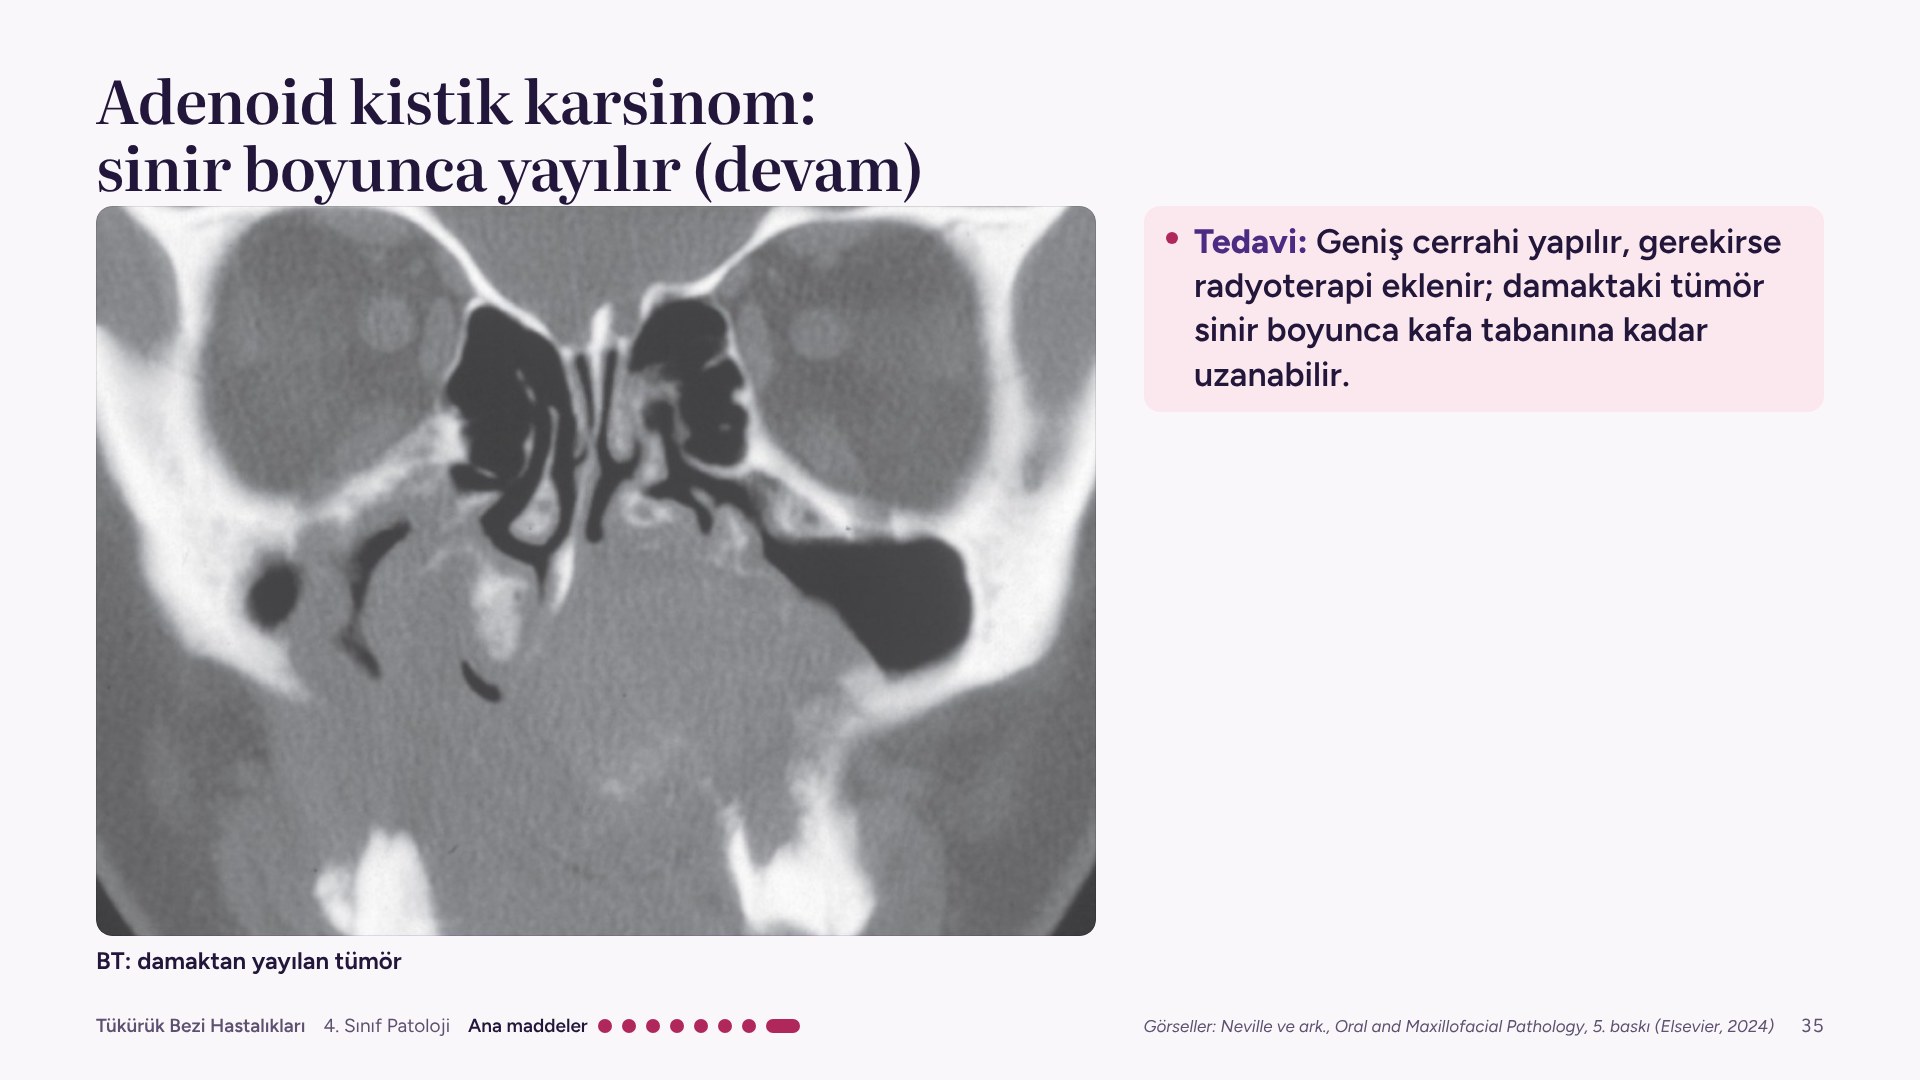 Adenoid kistik karsinom:
sinir boyunca yayılır (devam)
Tedavi: Geniş cerrahi yapılır, gerekirse
radyoterapi eklenir; damaktaki tümör
sinir boyunca kafa tabanına kadar
uzanabilir.
BT: damaktan yayılan tümör
Tükürük Bezi Hastalıkları 4. Sınıf Patoloji Ana maddeler
Görseller: Neville ve ark., Oral and Maxillofacial Pathology, 5. baskı (Elsevier, 2024) 35